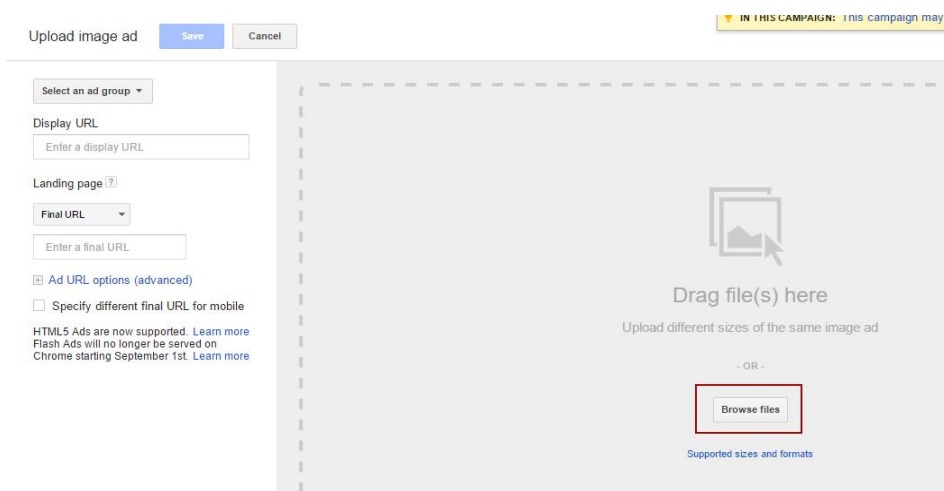 IN THIS CAMPAIGN: This campaign may
Upload image ad
Save
Cancel
Select an ad group
Display URL
Enter a display URL
Landing page ?
Final URL
Enter a final URL
Ad URL options (advanced)
Specify different final URL for mobile
HTML5 Ads are now supported. Learn more
Flash Ads will no longer be served on
Chrome starting September 1st. Learn more
Drag file(s) here
Upload different sizes of the same image ad
- OR -
Browse files
Supported sizes and formats